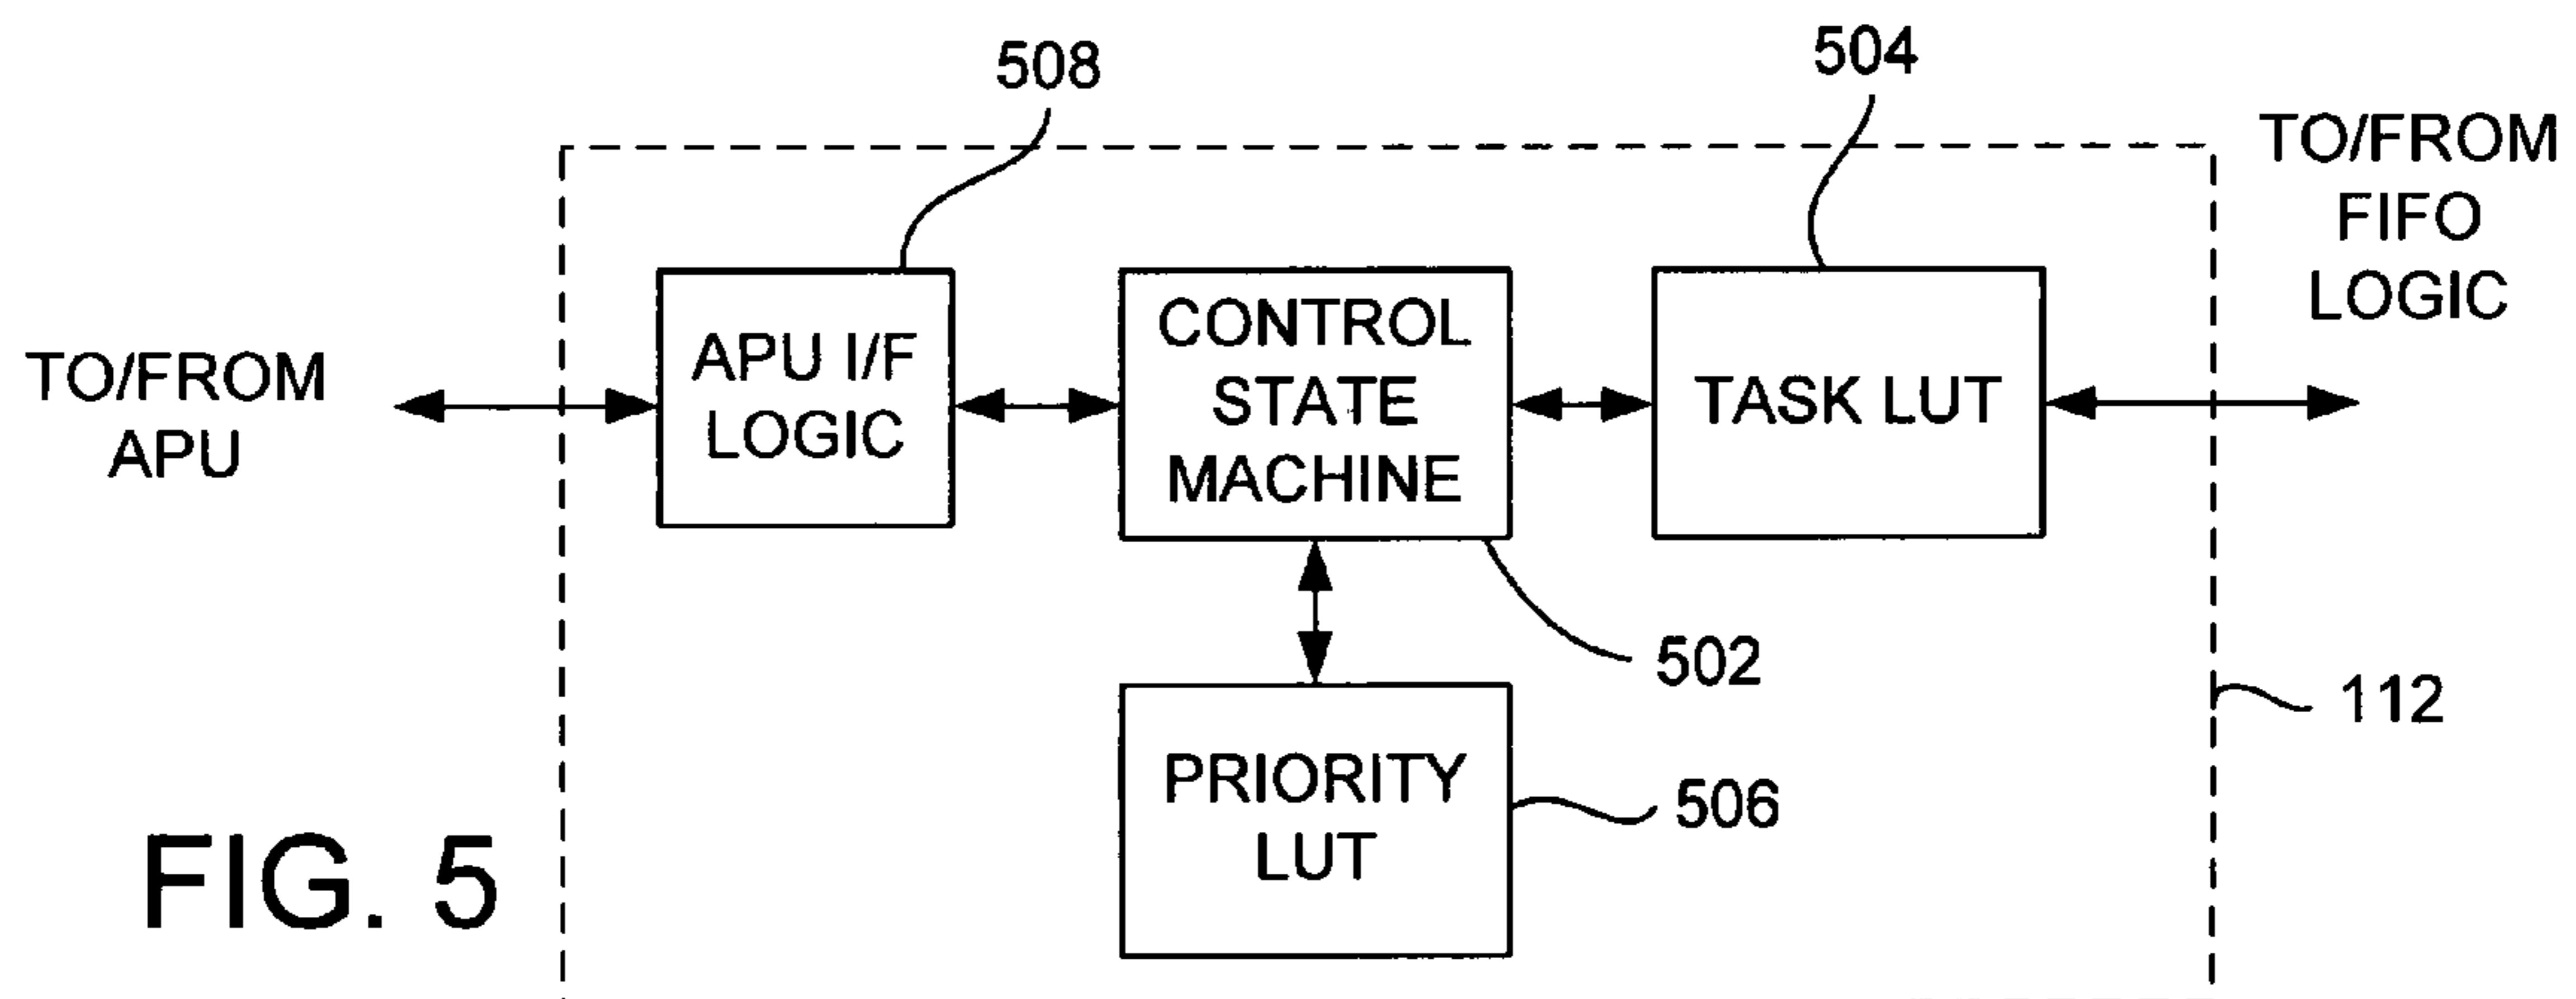 508
504
TO/FROM
FIFO
LOGIC
TO/FROM
APU
APU I/F
LOGIC
CONTROL
STATE
MACHINE
TASK LUT
502
112
PRIORITY
LUT
506
FIG. 5